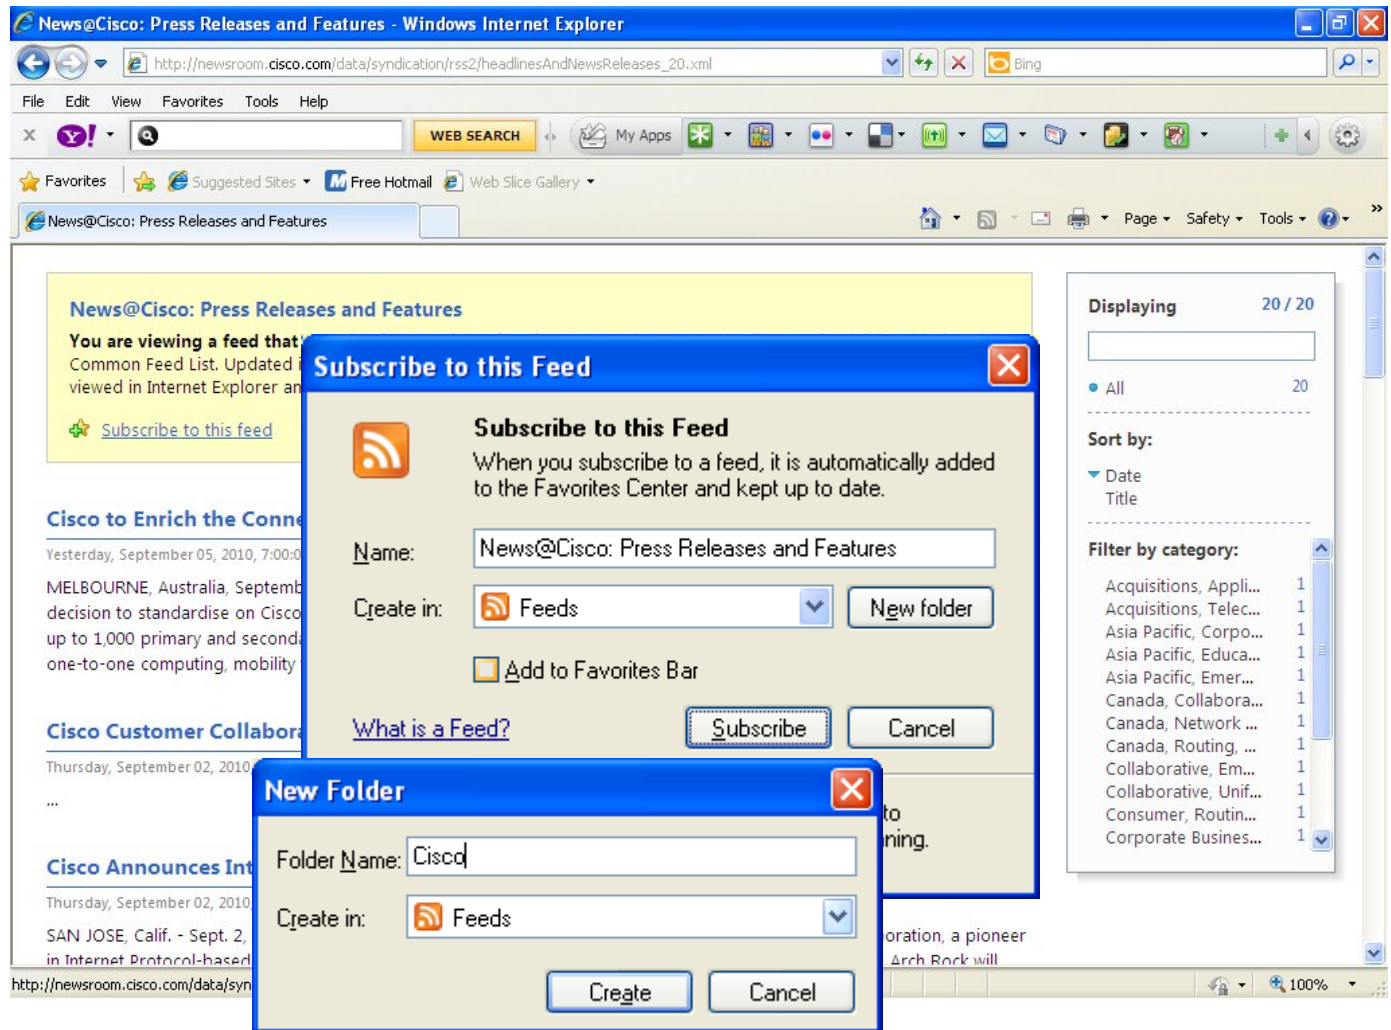 News@Cisco: Press Releases and Features - Windows Internet Explorer
http://newsroom.cisco.com/data/syndication/rss2/headlinesAndNewsReleases_20.xml
Bing
File Edit View Favorites Tools Help
x Y! WEB SEARCH My Apps
Favorites Suggested Sites Free Hotmail Web Slice Gallery
News@Cisco: Press Releases and Features
Page Safety Tools »
News@Cisco: Press Releases and Features
You are viewing a feed that
Common Feed List. Updated
viewed in Internet Explorer an
Subscribe to this feed
Cisco to Enrich the Conne
Yesterday, September 05, 2010, 7:00:0
MELBOURNE, Australia, Septemb
decision to standardise on Cisco
up to 1,000 primary and seconda
one-to-one computing, mobility
Cisco Customer Collabora
Thursday, September 02, 2010,
...
Cisco Announces Int
Thursday, September 02, 2010,
SAN JOSE, Calif. - Sept. 2,
in Internet Protocol-based
oration, a pioneer
Arch Rock will
Subscribe to this Feed
Subscribe to this Feed
When you subscribe to a feed, it is automatically added
to the Favorites Center and kept up to date.
Name: News@Cisco: Press Releases and Features
Create in: Feeds New folder
Add to Favorites Bar
What is a Feed? Subscribe Cancel
to
ning.
New Folder
Folder Name: Cisco
Create in: Feeds
Create Cancel
Displaying 20 / 20
All 20
Sort by:
Date
Title
Filter by category:
Acquisitions, Appli... 1
Acquisitions, Telec... 1
Asia Pacific, Corpo... 1
Asia Pacific, Educa... 1
Asia Pacific, Emer... 1
Canada, Collabora... 1
Canada, Network ... 1
Canada, Routing, ... 1
Collaborative, Em... 1
Collaborative, Unif... 1
Consumer, Routin... 1
Corporate Busines... 1
http://newsroom.cisco.com/data/syn
100%